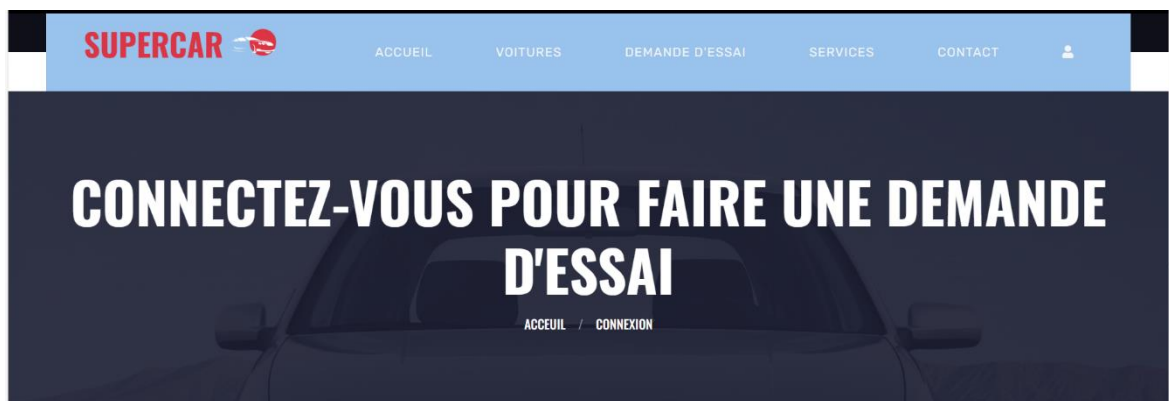 SUPERCAR
ACCUEIL VOITURES DEMANDE D'ESSAI SERVICES CONTACT
CONNECTEZ-VOUS POUR FAIRE UNE DEMANDE
D'ESSAI
ACCEUIL / CONNEXION